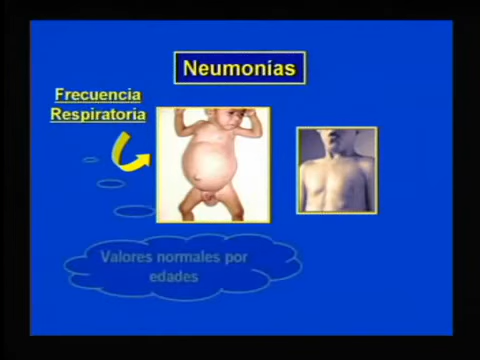 Neumonías
Frecuencia
Respiratoria
Valores normales por
edades